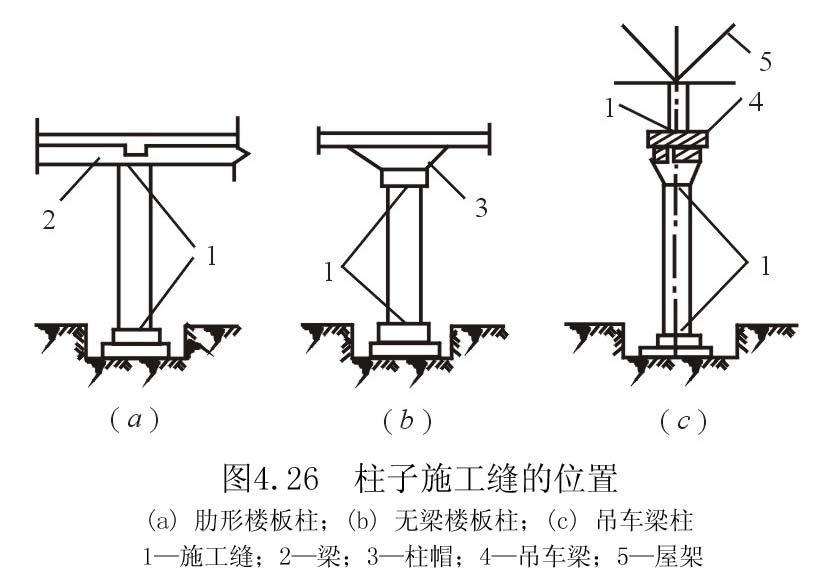 5
1
4
2
3
1
1
1
(a)
(b)
(c)
图4.26 柱子施工缝的位置
(a) 肋形楼板柱；(b) 无梁楼板柱；(c) 吊车梁柱
1—施工缝；2—梁；3—柱帽；4—吊车梁；5—屋架